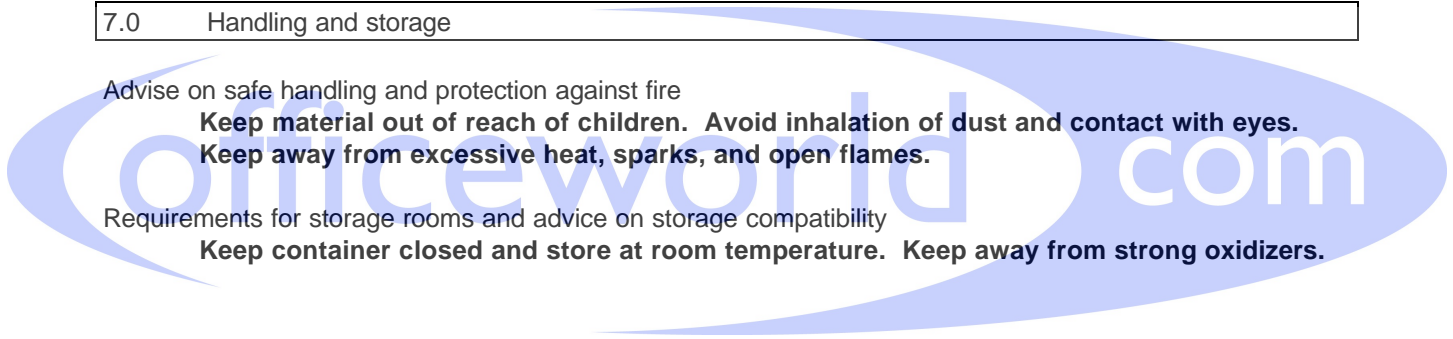 7.0 Handling and storage
Advise on safe handling and protection against fire
Keep material out of reach of children. Avoid inhalation of dust and contact with eyes.
Keep away from excessive heat, sparks, and open flames.
officeworld com
Requirements for storage rooms and advice on storage compatibility
Keep container closed and store at room temperature. Keep away from strong oxidizers.